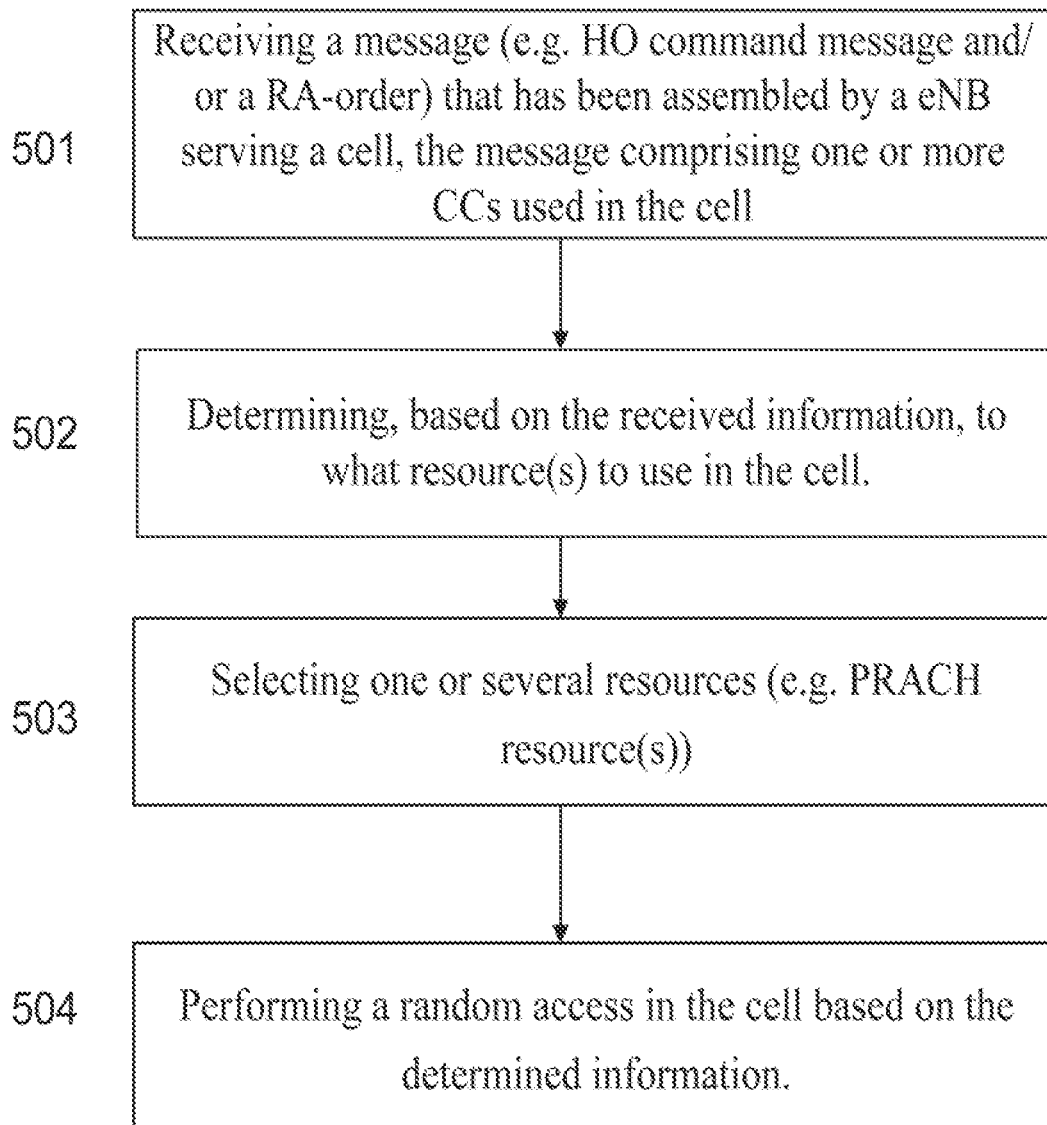 501
Receiving a message (e.g. HO command message and/
or a RA-order) that has been assembled by a eNB
serving a cell, the message comprising one or more
CCs used in the cell
502
Determining, based on the received information, to
what resource(s) to use in the cell.
503
Selecting one or several resources (e.g. PRACH
resource(s))
504
Performing a random access in the cell based on the
determined information.